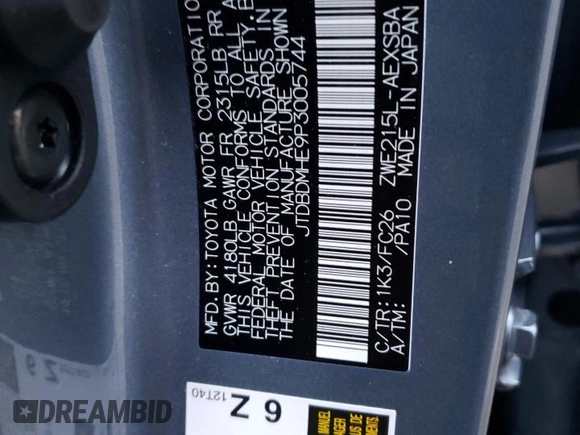 MFD. BY: TOYOTA MOTOR CORPORATION
GVWR 4180LB GAWR FR 2315LB RR
THIS VEHICLE CONFORMS TO ALL A
FEDERAL MOTOR VEHICLE SAFETY, B
THEFT PREVENTION STANDARDS IN
THE DATE OF MANUFACTURE SHOWN
JTDBDMHE9P3005744
C/TR: 1K3/FC26 ZWE215L-AEXSBA
A/TM: /PA10 MADE IN JAPAN
6 Z
12T40
MANUEL
DREAMBID